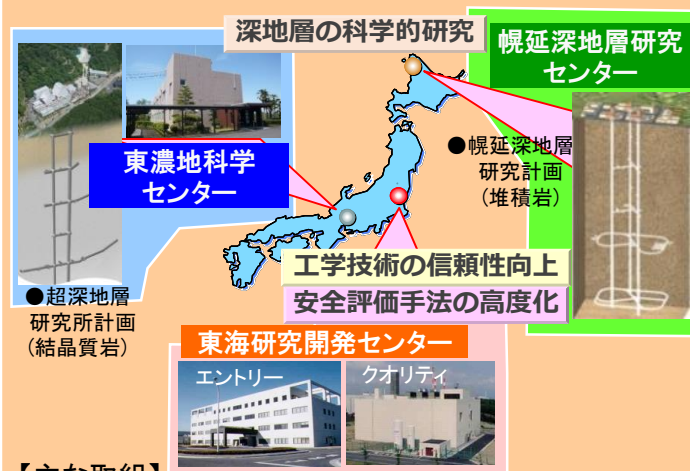 深地層の科学的研究
幌延深地層研究
センター
東濃地科学
センター
●幌延深地層
研究計画
(堆積岩)
●超深地層
研究所計画
(結晶質岩)
工学技術の信頼性向上
安全評価手法の高度化
東海研究開発センター
エントリー
クオリティ
【主な取組】